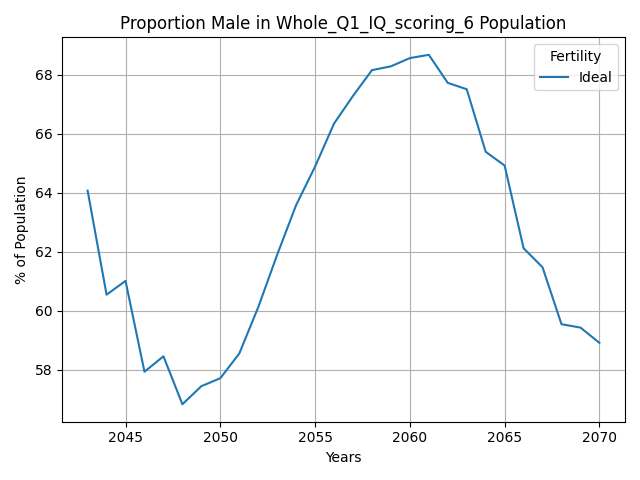 Proportion Male in Whole_Q1_IQ_scoring_6 Population
Fertility
Ideal
% of Population
68
66
64
62
60
58
2045 2050 2055 2060 2065 2070
Years